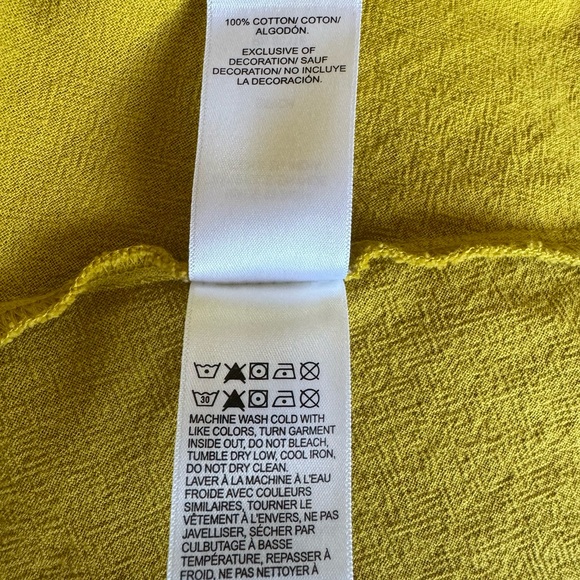 100% COTTON/ COTON/
ALGODÓN.
EXCLUSIVE OF
DECORATION/ SAUF
DECORATION/ NO INCLUYE
LA DECORACIÓN.
30
MACHINE WASH COLD WITH
LIKE COLORS, TURN GARMENT
INSIDE OUT, DO NOT BLEACH,
TUMBLE DRY LOW, COOL IRON,
DO NOT DRY CLEAN.
LAVER À LA MACHINE À L'EAU
FROIDE AVEC COULEURS
SIMILAIRES, TOURNER LE
VÊTEMENT À L'ENVERS, NE PAS
JAVELLISER, SÉCHER PAR
CULBUTAGE À BASSE
TEMPÉRATURE, REPASSER À
FROID, NE PAS NETTOYER À